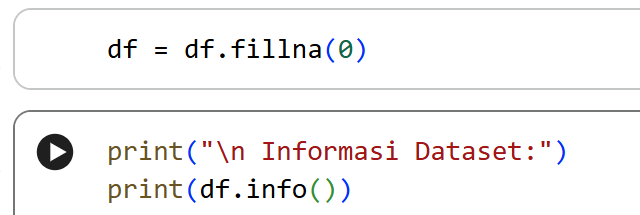 df = df.fillna(0)
print("\n Informasi Dataset:")
print(df.info())